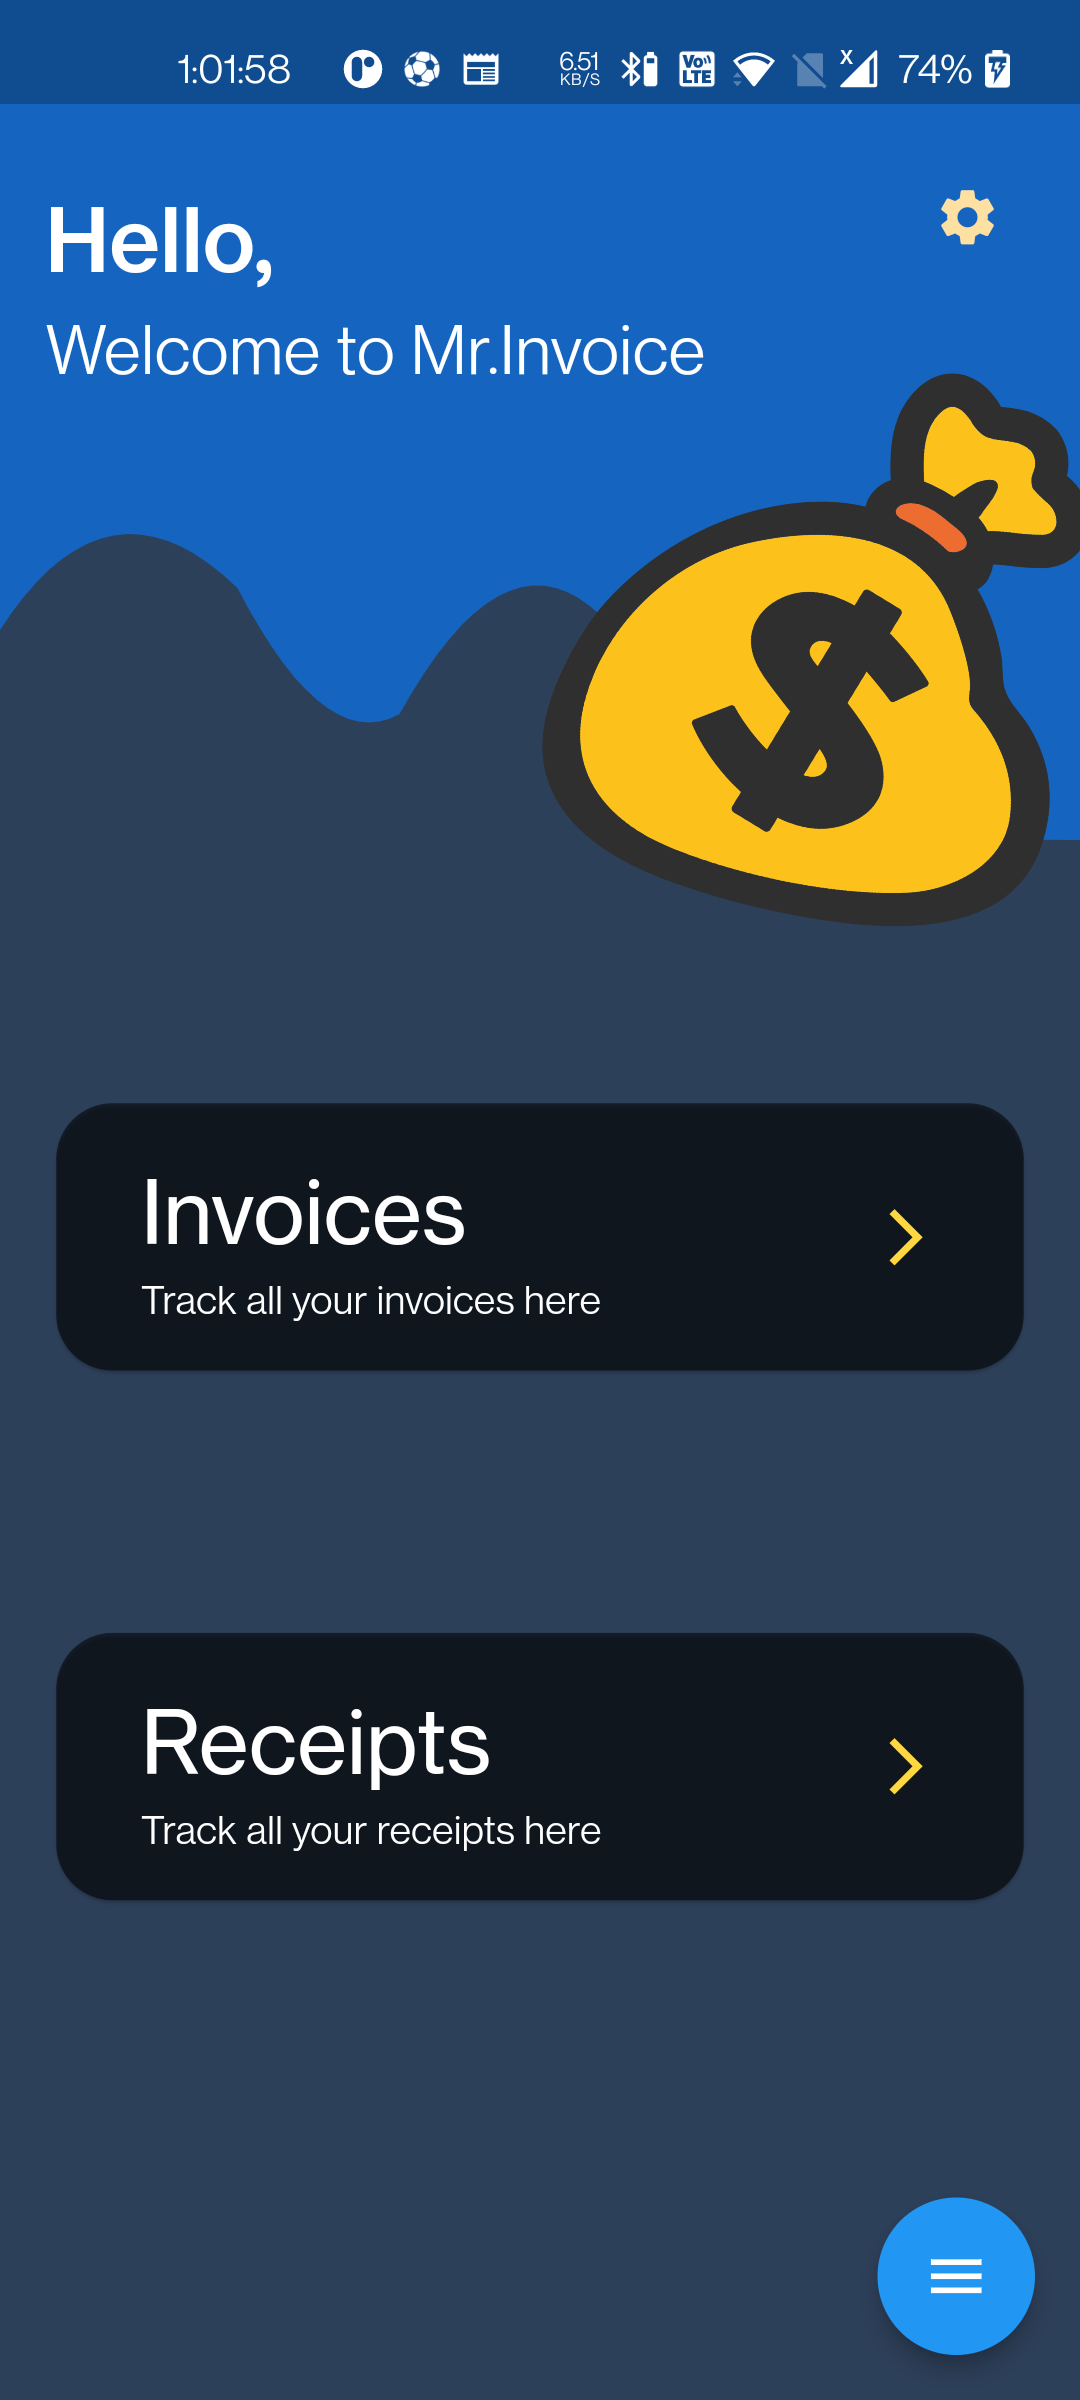 1:01:58 6.51 KB/S Vo)) LTE X 74%
Hello,
Welcome to Mr.Invoice
$
Invoices
Track all your invoices here
Receipts
Track all your receipts here